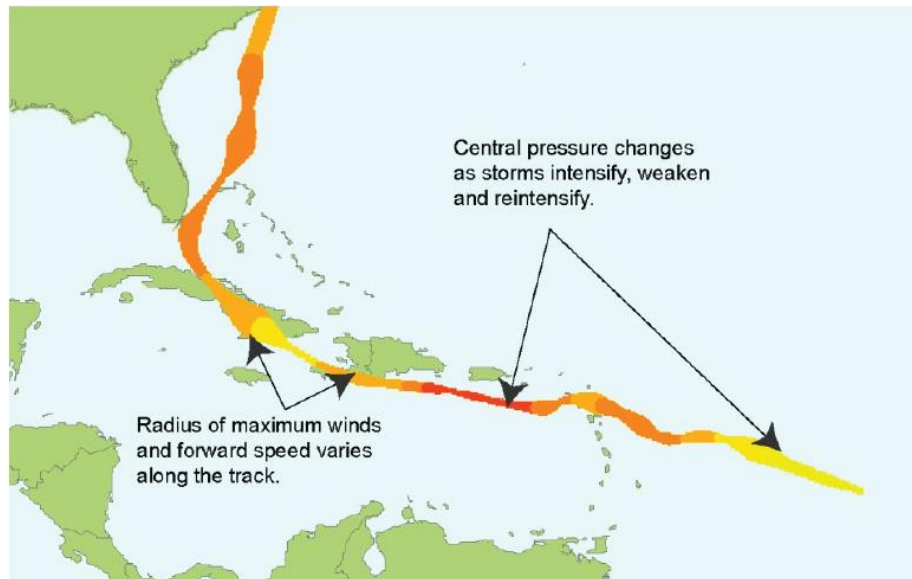 Central pressure changes
as storms intensify, weaken
and reintensify.
Radius of maximum winds
and forward speed varies
along the track.